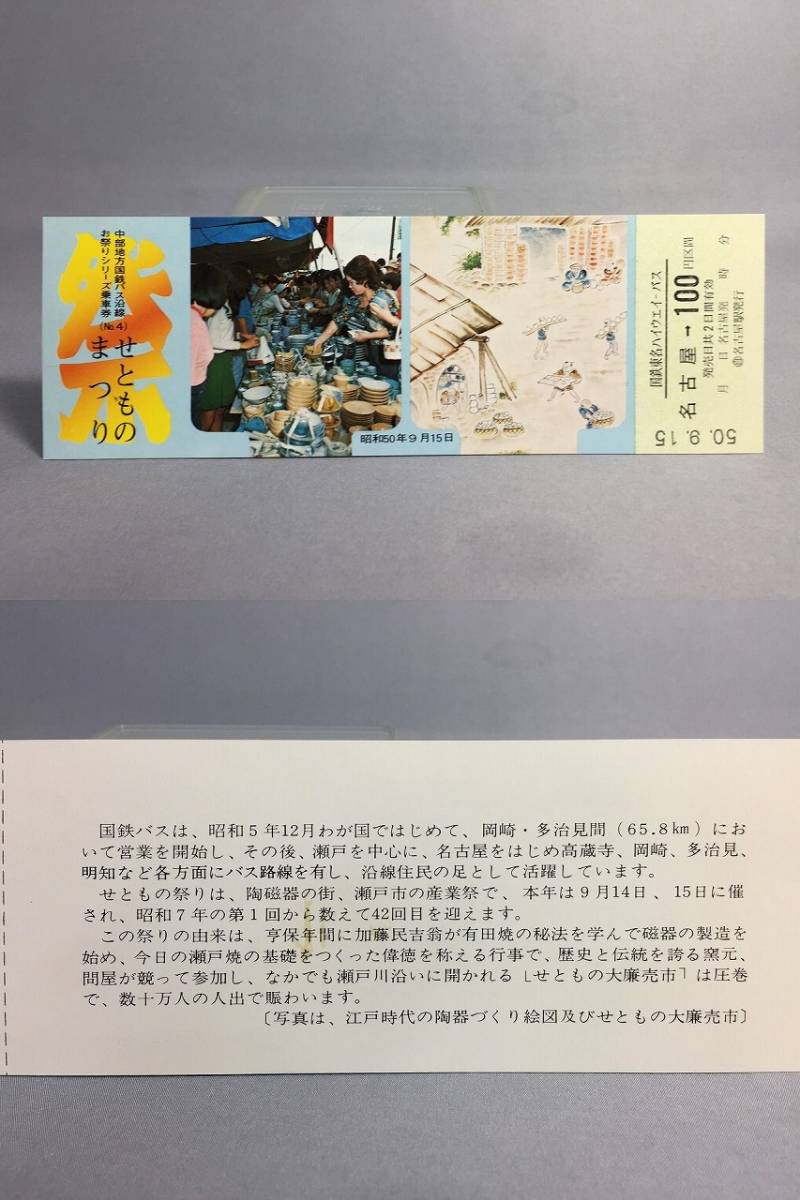 祭
中部地方国鉄バス沿線
お祭りシリーズ乗車券
(№4)
せともの
まつり
昭和50年9月15日
国鉄東名ハイウェイーバス
名古屋→100円区間
発売日共2日間有効
月 日 名古屋発 時 分
㊂名古屋駅発行
50.9.15
国鉄バスは、昭和5年12月わが国ではじめて、岡崎・多治見間(65.8km)にお
いて営業を開始し、その後、瀬戸を中心に、名古屋をはじめ高蔵寺、岡崎、多治見、
明知など各方面にバス路線を有し、沿線住民の足として活躍しています。
せともの祭りは、陶磁器の街、瀬戸市の産業祭で、本年は9月14日、15日に催
され、昭和7年の第1回から数えて42回目を迎えます。
この祭りの由来は、亨保年間に加藤民吉翁が有田焼の秘法を学んで磁器の製造を
始め、今日の瀬戸焼の基礎をつくった偉徳を称える行事で、歴史と伝統を誇る窯元、
問屋が競って参加し、なかでも瀬戸川沿いに開かれる「せともの大廉売市」は圧巻
で、数十万人の人出で賑わいます。
〔写真は、江戸時代の陶器づくり絵図及びせともの大廉売市〕